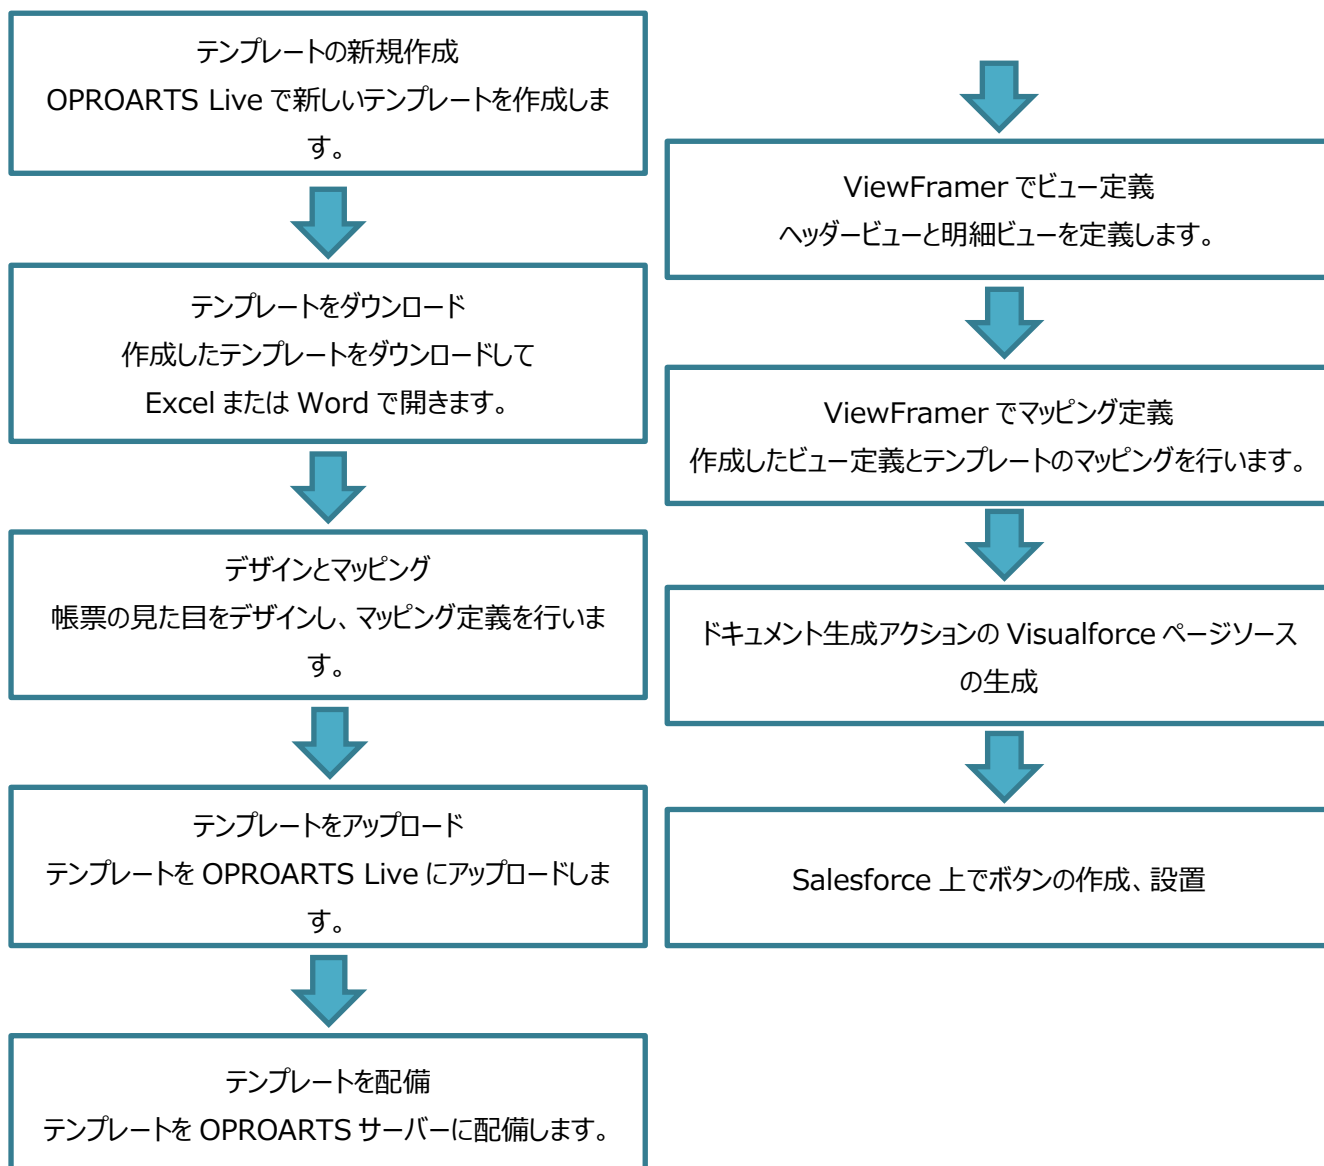 テンプレートの新規作成
OPROARTS Live で新しいテンプレートを作成しま
す。
テンプレートをダウンロード
作成したテンプレートをダウンロードして
Excel または Word で開きます。
デザインとマッピング
帳票の見た目をデザインし、マッピング定義を行いま
す。
テンプレートをアップロード
テンプレートを OPROARTS Live にアップロードしま
す。
テンプレートを配備
テンプレートを OPROARTS サーバーに配備します。
ViewFramer でビュー定義
ヘッダービューと明細ビューを定義します。
ViewFramer でマッピング定義
作成したビュー定義とテンプレートのマッピングを行います。
ドキュメント生成アクションの Visualforce ページソース
の生成
Salesforce 上でボタンの作成、設置